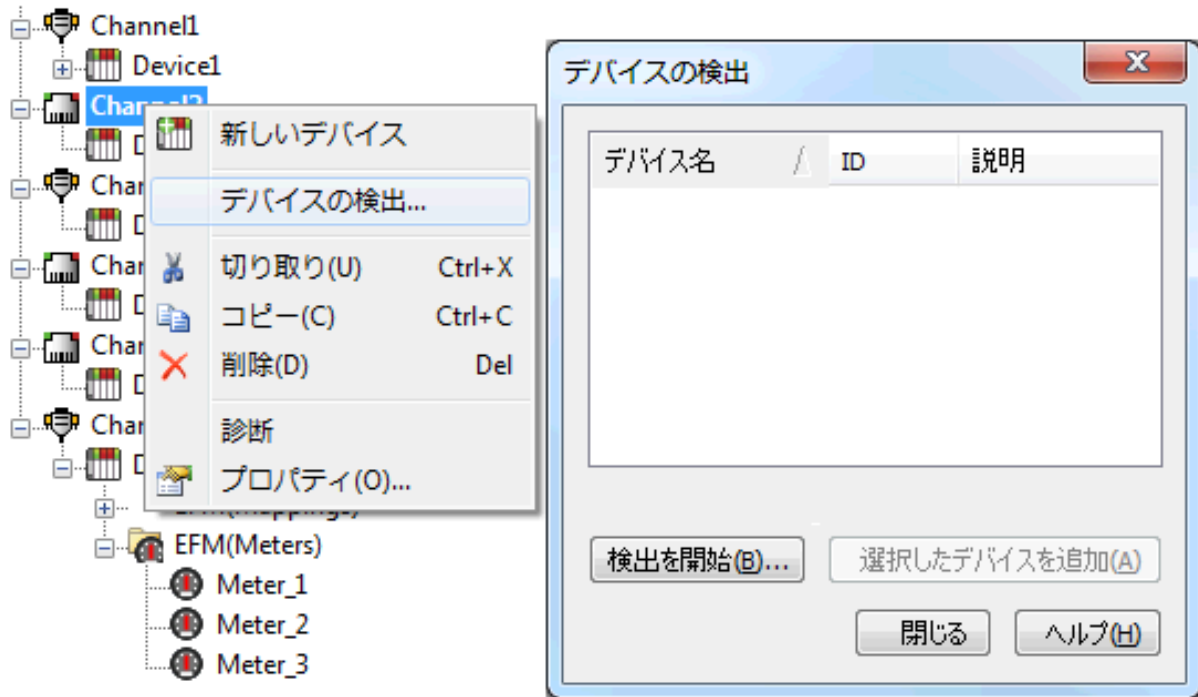 Channel1
Device1
新しいデバイス
デバイスの検出...
切り取り(U) Ctrl+X
コピー(C) Ctrl+C
削除(D) Del
診断
プロパティ(O)...
EFM(Meters)
Meter_1
Meter_2
Meter_3
デバイスの検出
デバイス名 ID 説明
検出を開始(B)... 選択したデバイスを追加(A)
閉じる ヘルプ(H)